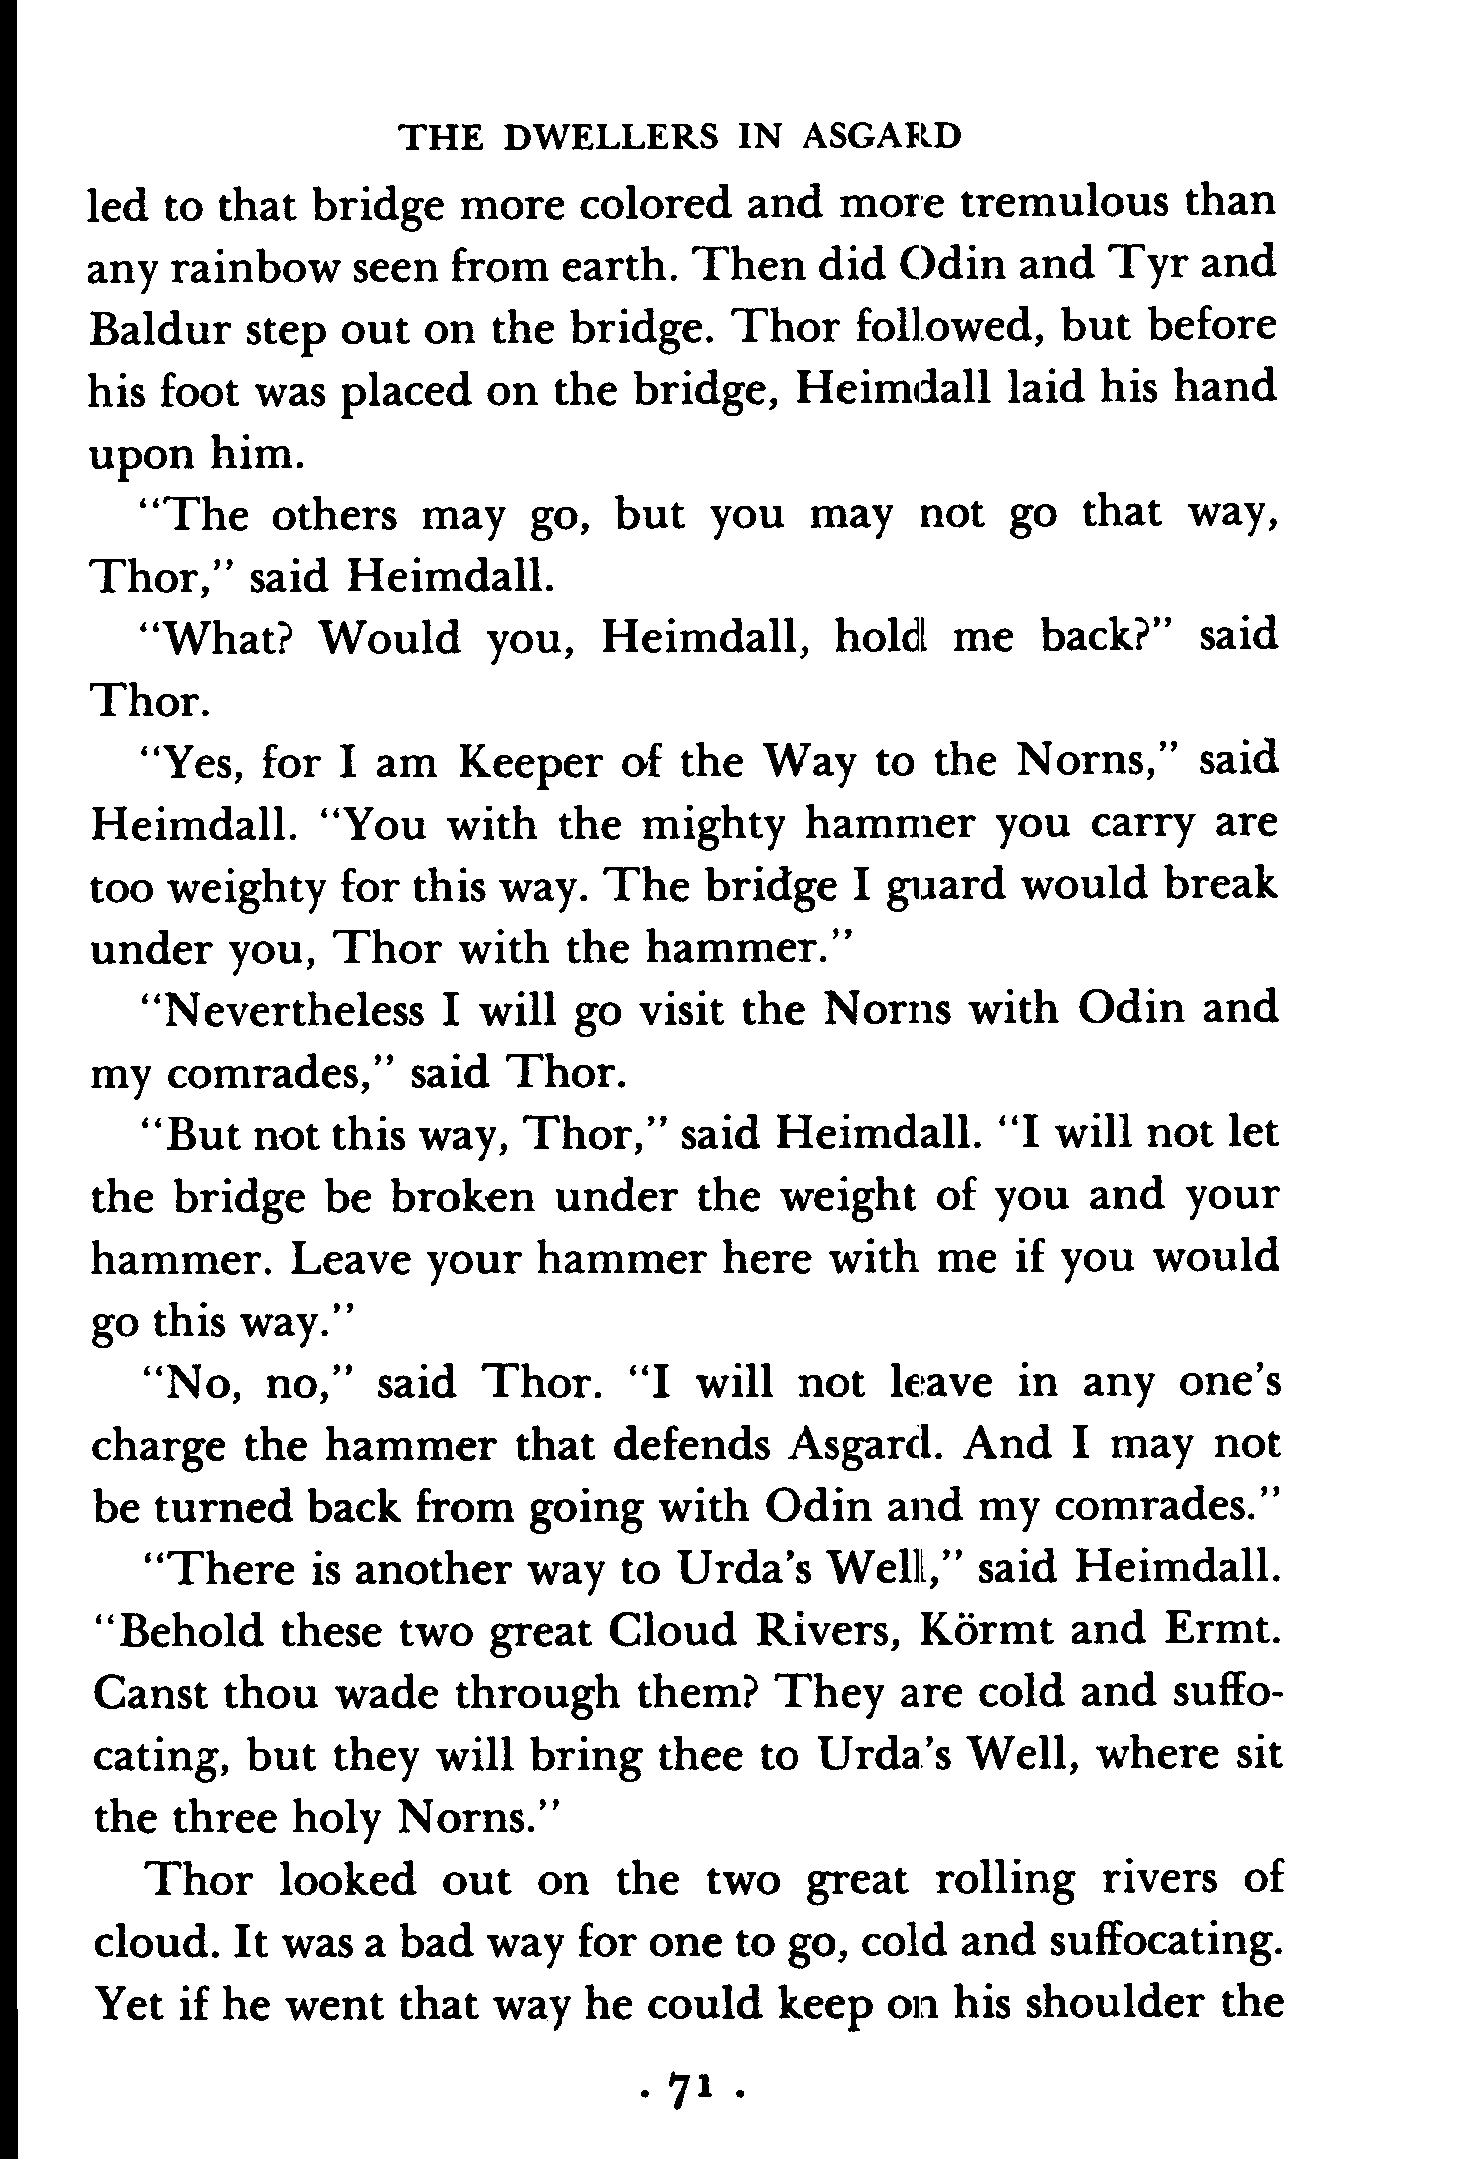 THE DWELLERS IN ASGARD
led to that bridge more colored and more tremulous than
any rainbow seen from earth. Then did Odin and Tyr and
Baldur step out on the bridge. Thor followed, but before
his foot was placed on the bridge, Heimdall laid his hand
upon him.
“The others may go, but you may not go that way,
Thor,” said Heimdall.
“What? Would you, Heimdall, hold me back?” said
Thor.
“Yes, for I am Keeper of the Way to the Norns,” said
Heimdall. “You with the mighty hammer you carry are
too weighty for this way. The bridge I guard would break
under you, Thor with the hammer.”
“Nevertheless I will go visit the Norns with Odin and
my comrades,” said Thor.
“But not this way, Thor,” said Heimdall. “I will not let
the bridge be broken under the weight of you and your
hammer. Leave your hammer here with me if you would
go this way.”
“No, no,” said Thor. “I will not leave in any one’s
charge the hammer that defends Asgard. And I may not
be turned back from going with Odin and my comrades.”
“There is another way to Urda’s Well,” said Heimdall.
“Behold these two great Cloud Rivers, Körmt and Ermt.
Canst thou wade through them? They are cold and suffo-
cating, but they will bring thee to Urda’s Well, where sit
the three holy Norns.”
Thor looked out on the two great rolling rivers of
cloud. It was a bad way for one to go, cold and suffocating.
Yet if he went that way he could keep on his shoulder the
· 71 ·